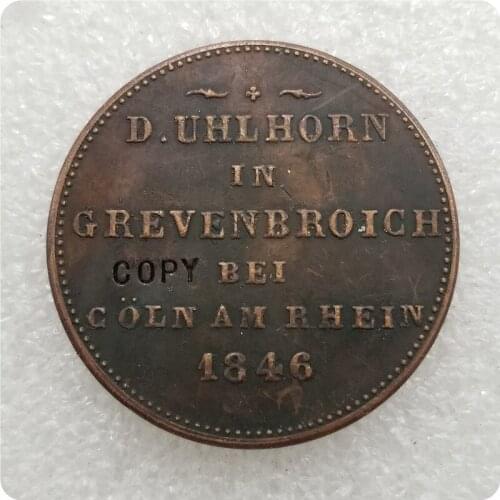 D. UHLHORN
IN
GREVENBROICH
COPY BEI
CÖLN AM RHEIN
1846